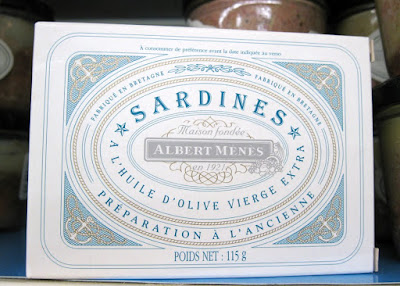 A consommer de préférence avant la date indiquée au verso
FABRIQUÉ EN BRETAGNE FABRIQUÉ EN BRETAGNE
SARDINES
Maison fondée
ALBERT MENÈS
en 1921
A L'HUILE D'OLIVE VIERGE EXTRA
PRÉPARATION À L'ANCIENNE
POIDS NET : 115 g